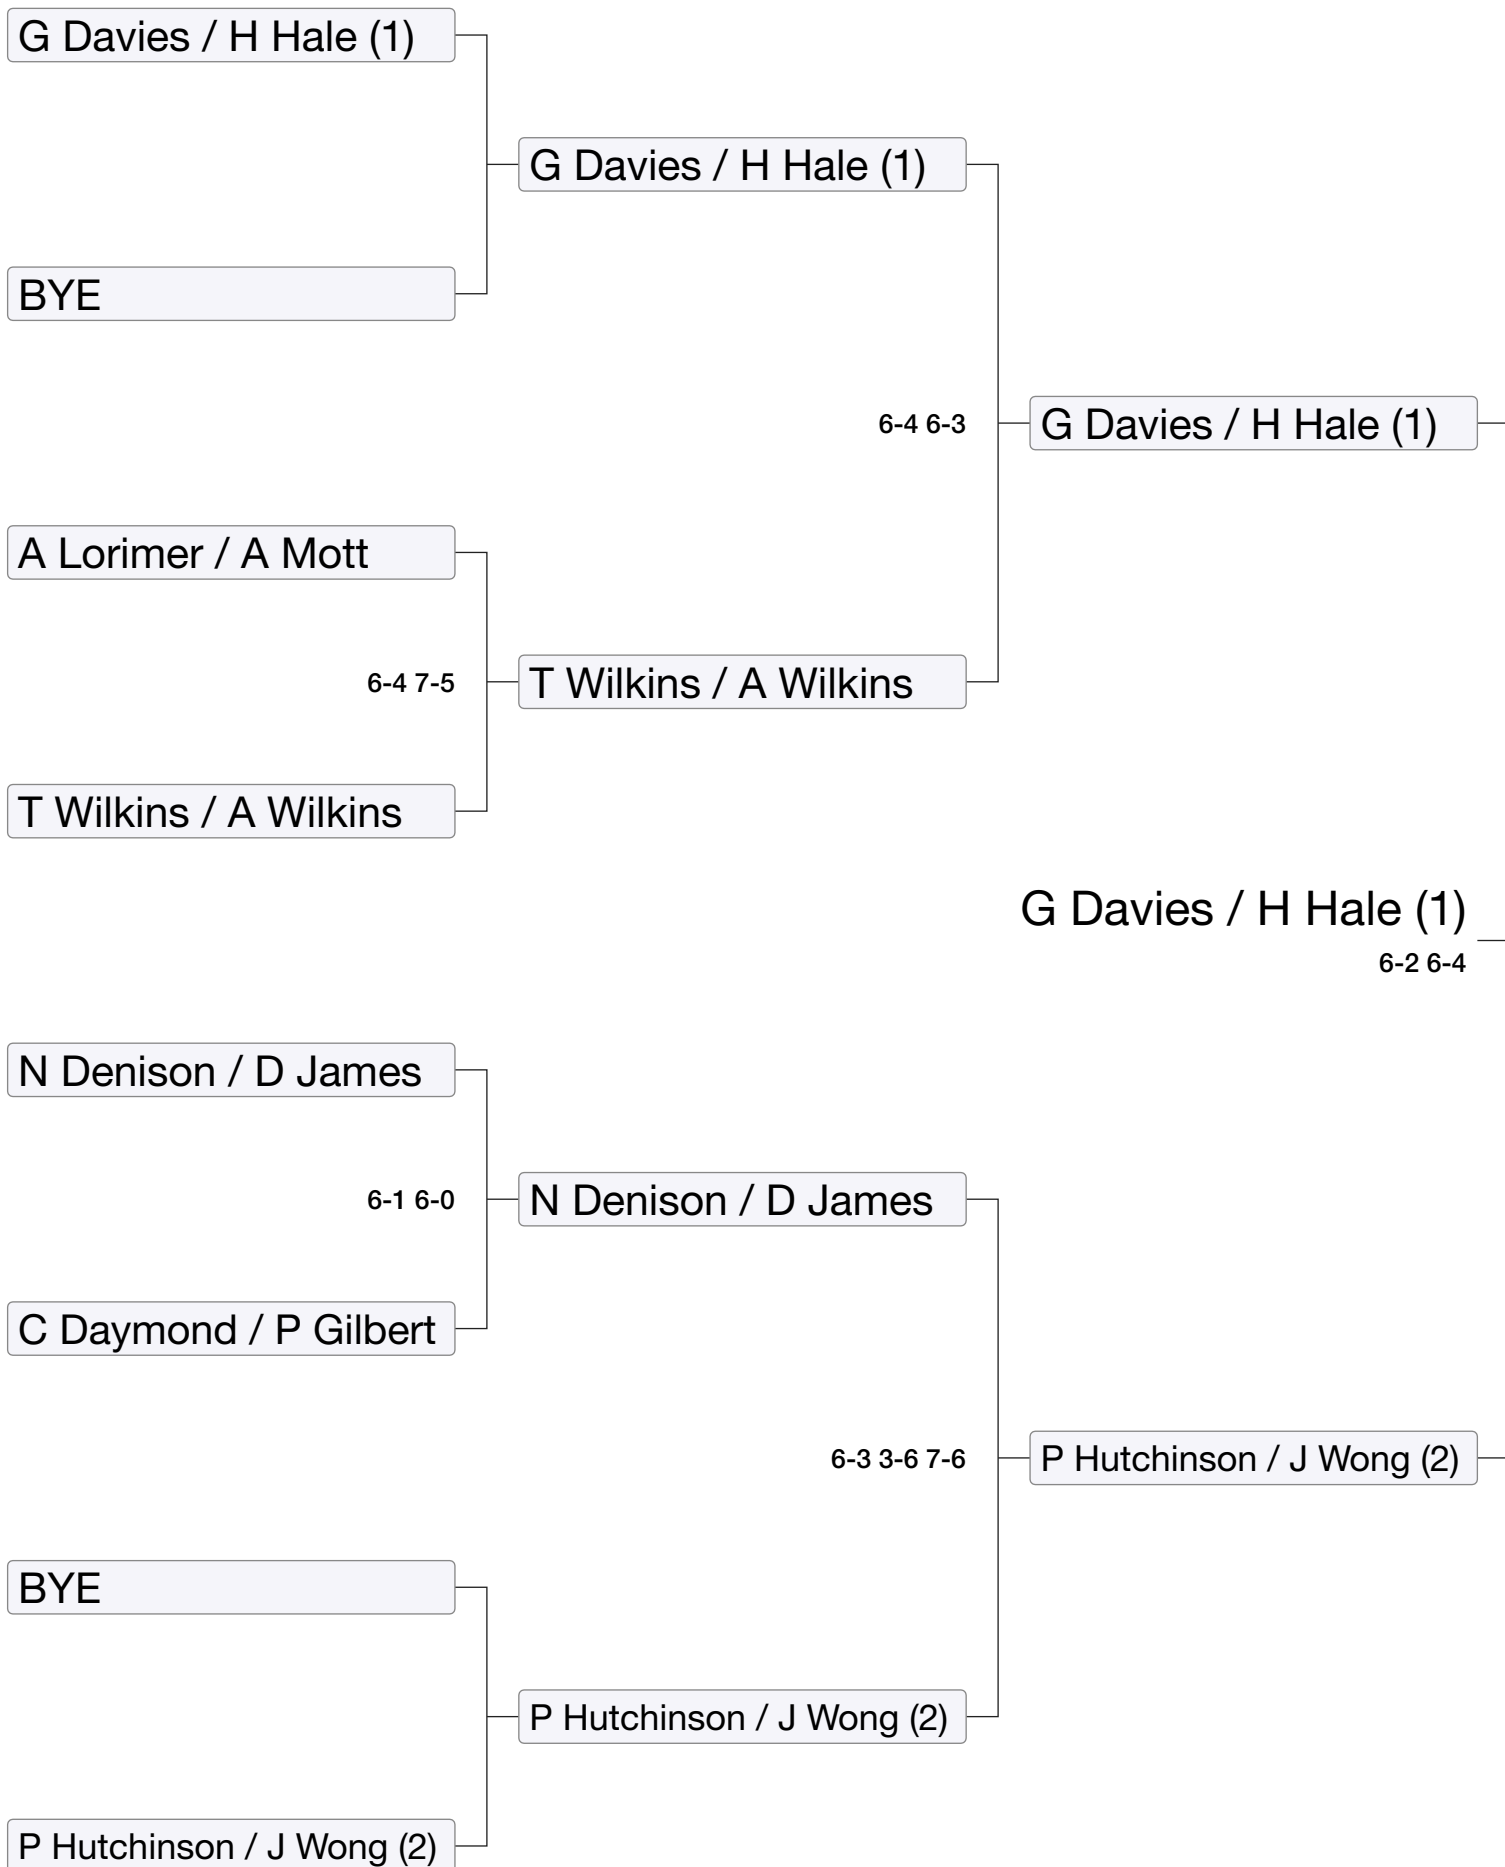 G Davies / H Hale (1)
G Davies / H Hale (1)
BYE
6-4 6-3
G Davies / H Hale (1)
A Lorimer / A Mott
6-4 7-5
T Wilkins / A Wilkins
T Wilkins / A Wilkins
G Davies / H Hale (1)
6-2 6-4
N Denison / D James
6-1 6-0
N Denison / D James
C Daymond / P Gilbert
6-3 3-6 7-6
P Hutchinson / J Wong (2)
BYE
P Hutchinson / J Wong (2)
P Hutchinson / J Wong (2)